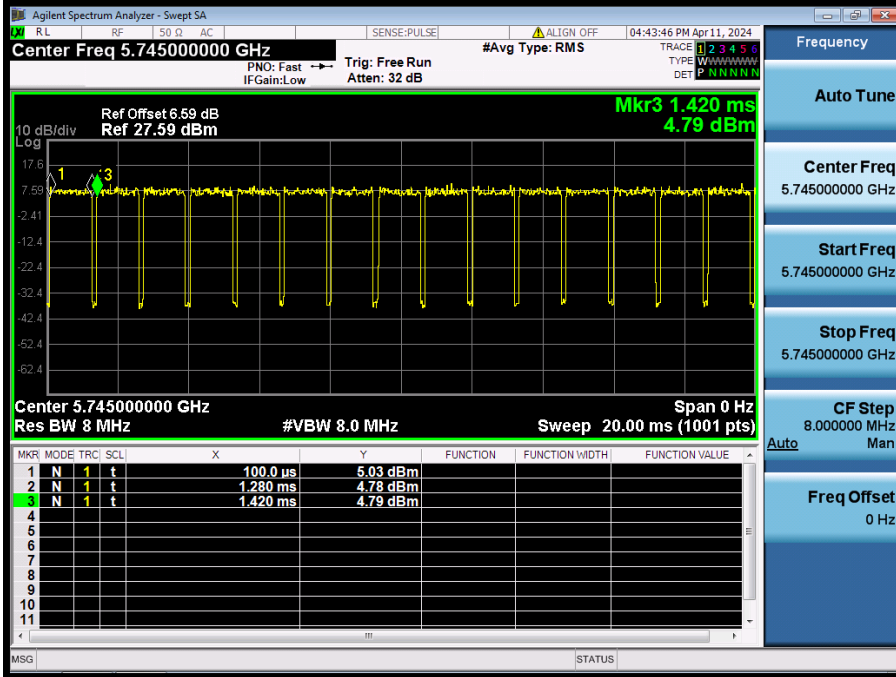 Agilent Spectrum Analyzer - Swept SA
LXI RL RF 50 Ω AC SENSE:PULSE ALIGN OFF 04:43:46 PM Apr 11, 2024
Center Freq 5.745000000 GHz #Avg Type: RMS TRACE 1 2 3 4 5 6
PNO: Fast Trig: Free Run TYPE WWWWWW
IFGain:Low Atten: 32 dB DET P N N N N N
Ref Offset 6.59 dB Mkr3 1.420 ms
10 dB/div Ref 27.59 dBm 4.79 dBm
Log
17.6
1 3
7.59
-2.41
-12.4
-22.4
-32.4
-42.4
-52.4
-62.4
Center 5.745000000 GHz Span 0 Hz
Res BW 8 MHz #VBW 8.0 MHz Sweep 20.00 ms (1001 pts)
MKR MODE TRC SCL X Y FUNCTION FUNCTION WIDTH FUNCTION VALUE
1 N 1 t 100.0 µs 5.03 dBm
2 N 1 t 1.280 ms 4.78 dBm
3 N 1 t 1.420 ms 4.79 dBm
4
5
6
7
8
9
10
11
MSG STATUS
Frequency
Auto Tune
Center Freq
5.745000000 GHz
Start Freq
5.745000000 GHz
Stop Freq
5.745000000 GHz
CF Step
8.000000 MHz
Auto Man
Freq Offset
0 Hz